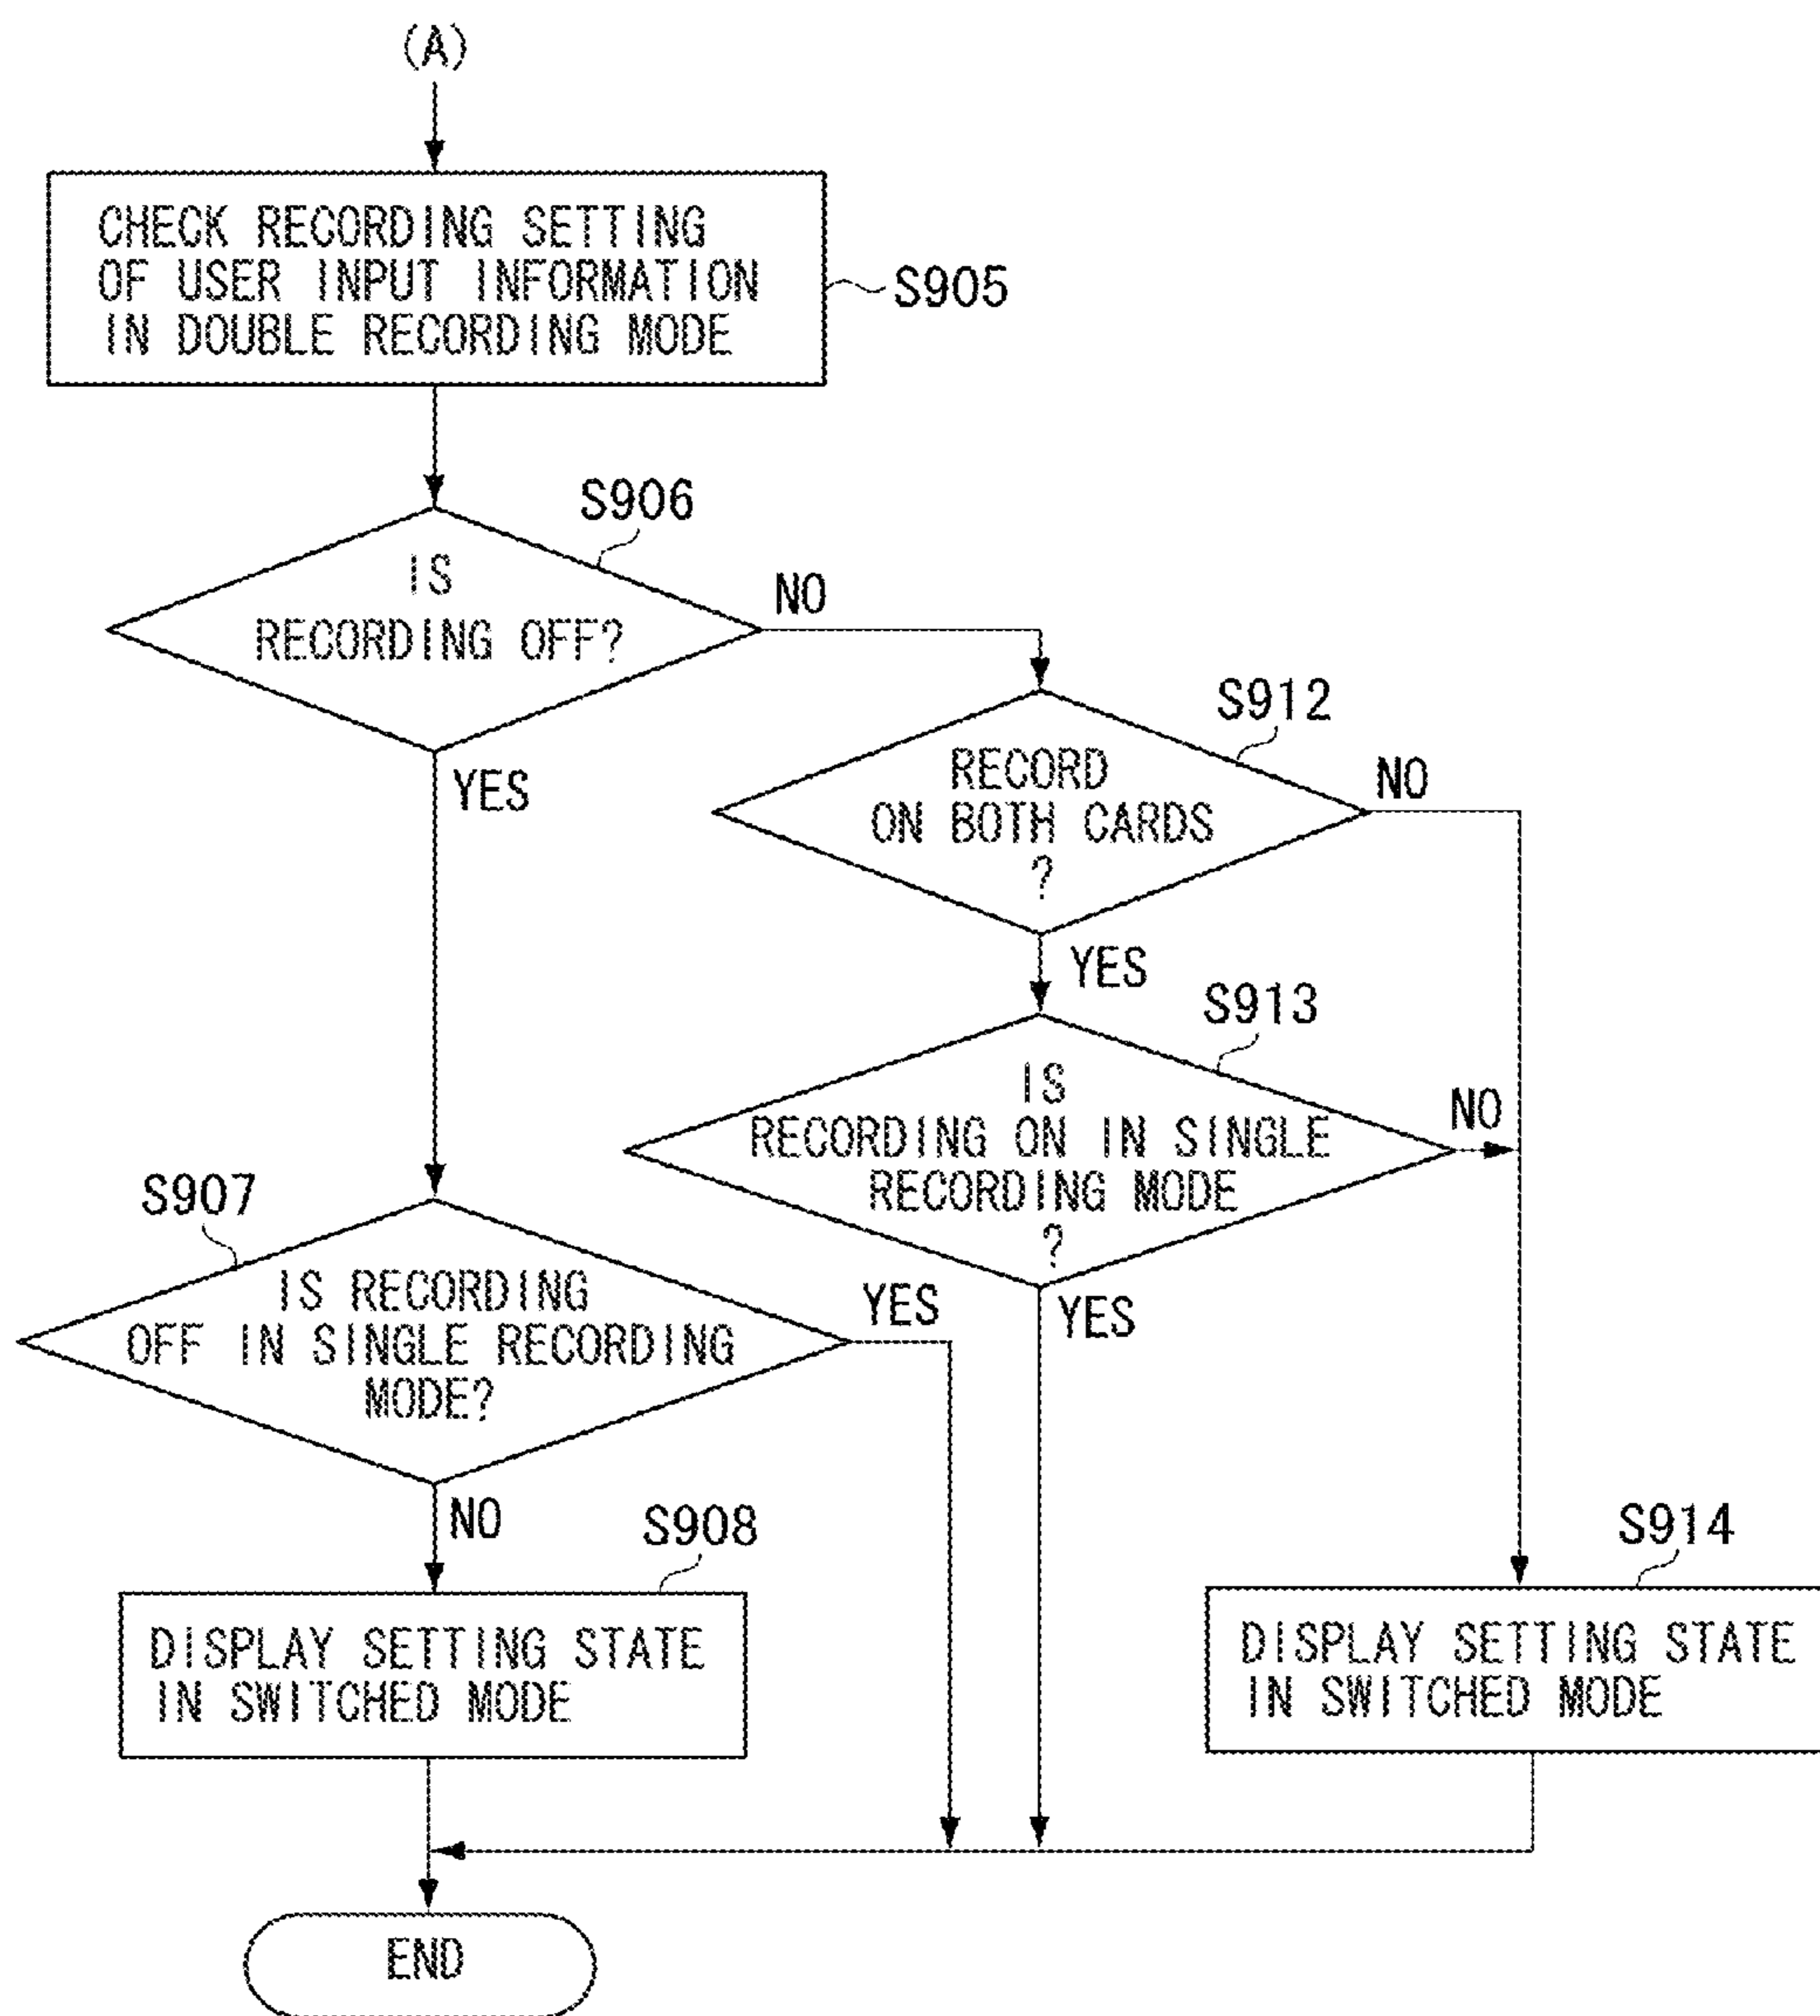 (A)
CHECK RECORDING SETTING
OF USER INPUT INFORMATION
IN DOUBLE RECORDING MODE
S905
S906
IS
RECORDING OFF?
NO
YES
S912
RECORD
ON BOTH CARDS
?
NO
YES
S913
IS
RECORDING ON IN SINGLE
RECORDING MODE
?
NO
YES
S907
IS RECORDING
OFF IN SINGLE RECORDING
MODE?
YES
NO
S908
DISPLAY SETTING STATE
IN SWITCHED MODE
S914
DISPLAY SETTING STATE
IN SWITCHED MODE
END